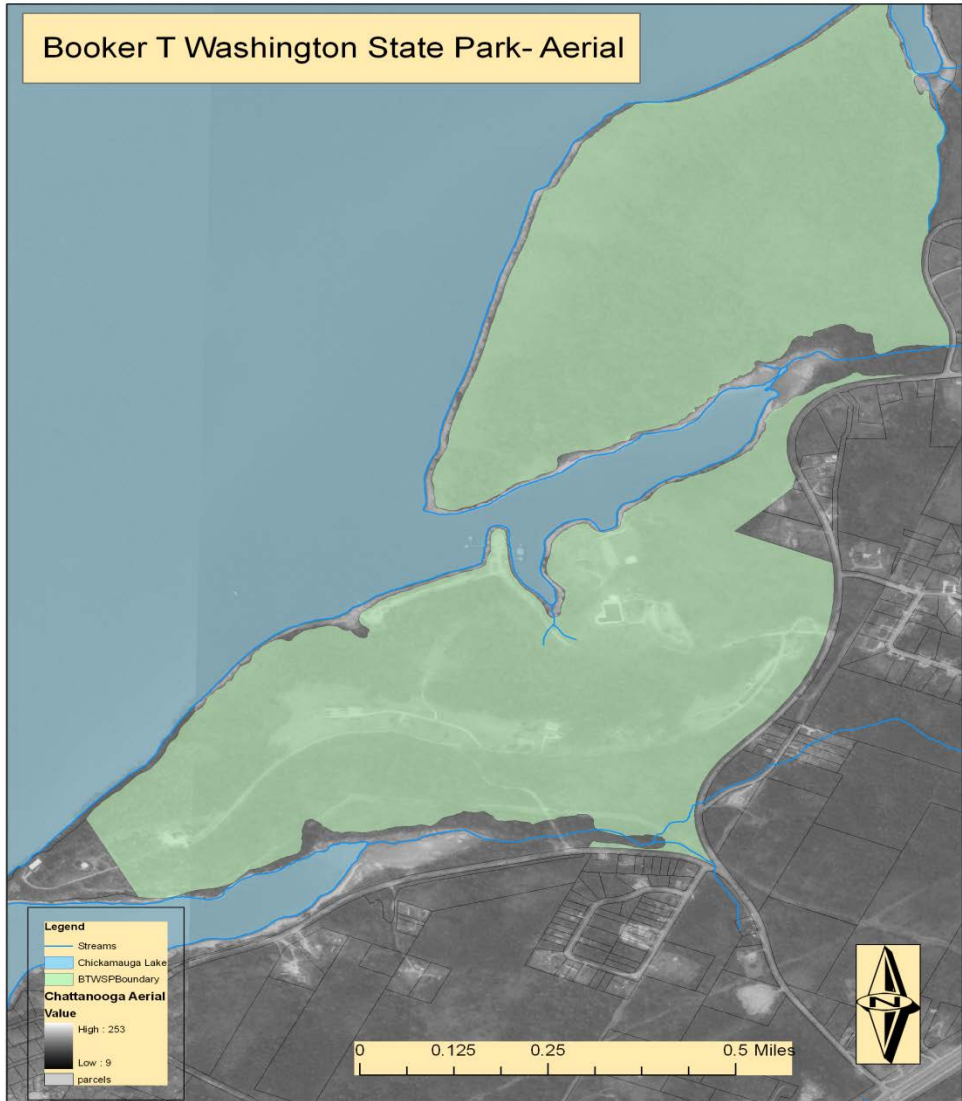 Booker T Washington State Park- Aerial
Legend
Streams
Chickamauga Lake
BTWSPBoundary
Chattanooga Aerial
Value
High : 253
Low : 9
parcels
0 0.125 0.25 0.5 Miles
N